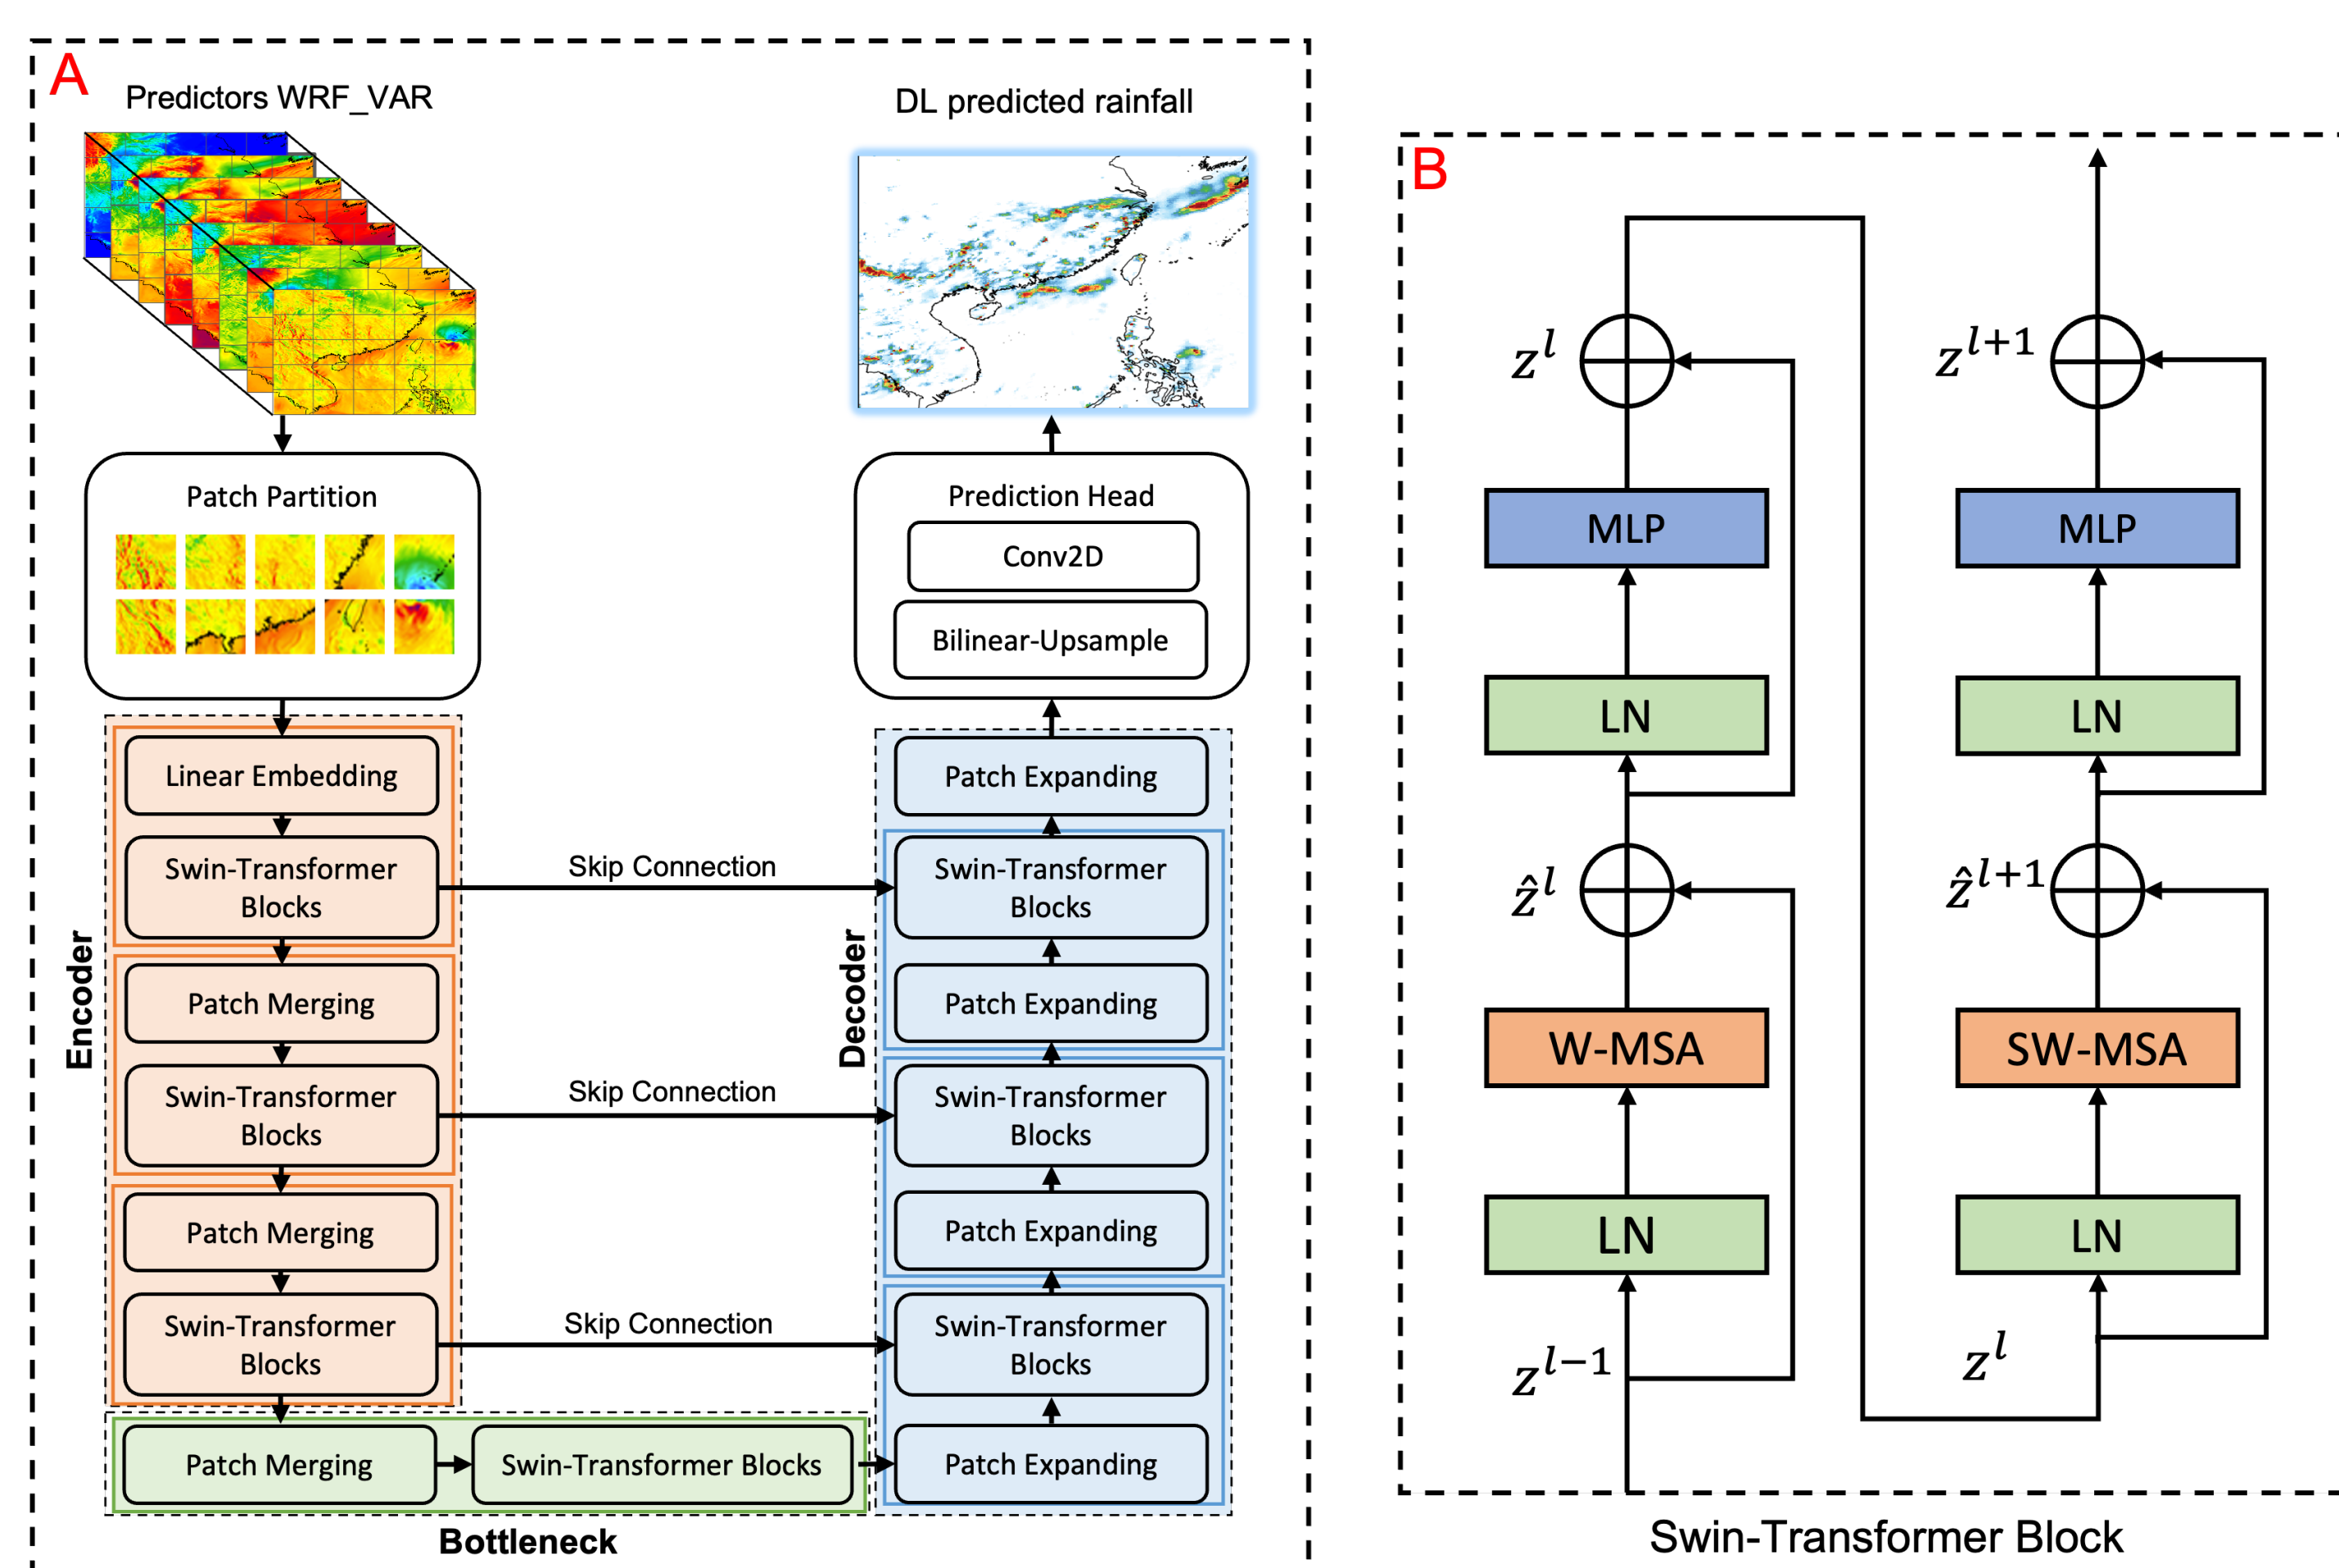 A
Predictors WRF_VAR
DL predicted rainfall
Patch Partition
Prediction Head
Conv2D
Bilinear-Upsample
Encoder
Linear Embedding
Swin-Transformer
Blocks
Patch Merging
Swin-Transformer
Blocks
Patch Merging
Swin-Transformer
Blocks
Skip Connection
Skip Connection
Skip Connection
Decoder
Patch Expanding
Swin-Transformer
Blocks
Patch Expanding
Swin-Transformer
Blocks
Patch Expanding
Swin-Transformer
Blocks
Patch Expanding
Patch Merging
Swin-Transformer Blocks
Bottleneck
B
z^l
MLP
LN
ẑ^l
W-MSA
LN
z^{l−1}
z^{l+1}
MLP
LN
ẑ^{l+1}
SW-MSA
LN
z^l
Swin-Transformer Block